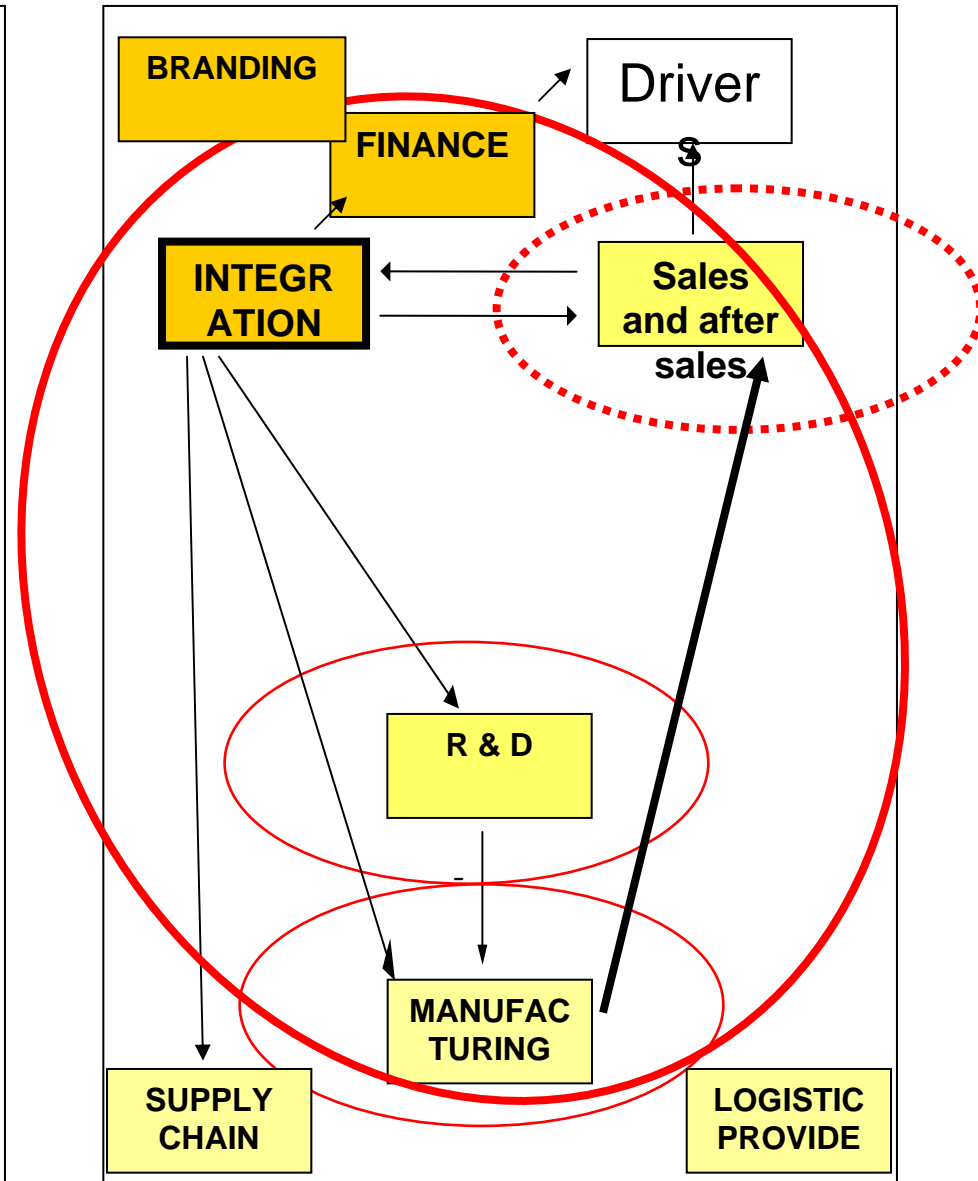 BRANDING
Driver
s
FINANCE
INTEGR
ATION
Sales
and after
sales
R & D
-
MANUFAC
TURING
SUPPLY
CHAIN
LOGISTIC
PROVIDE